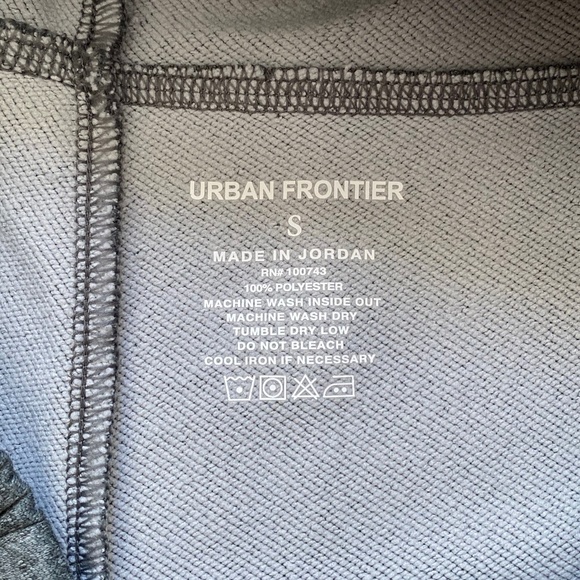 URBAN FRONTIER
S
MADE IN JORDAN
RN# 100743
100% POLYESTER
MACHINE WASH INSIDE OUT
MACHINE WASH DRY
TUMBLE DRY LOW
DO NOT BLEACH
COOL IRON IF NECESSARY